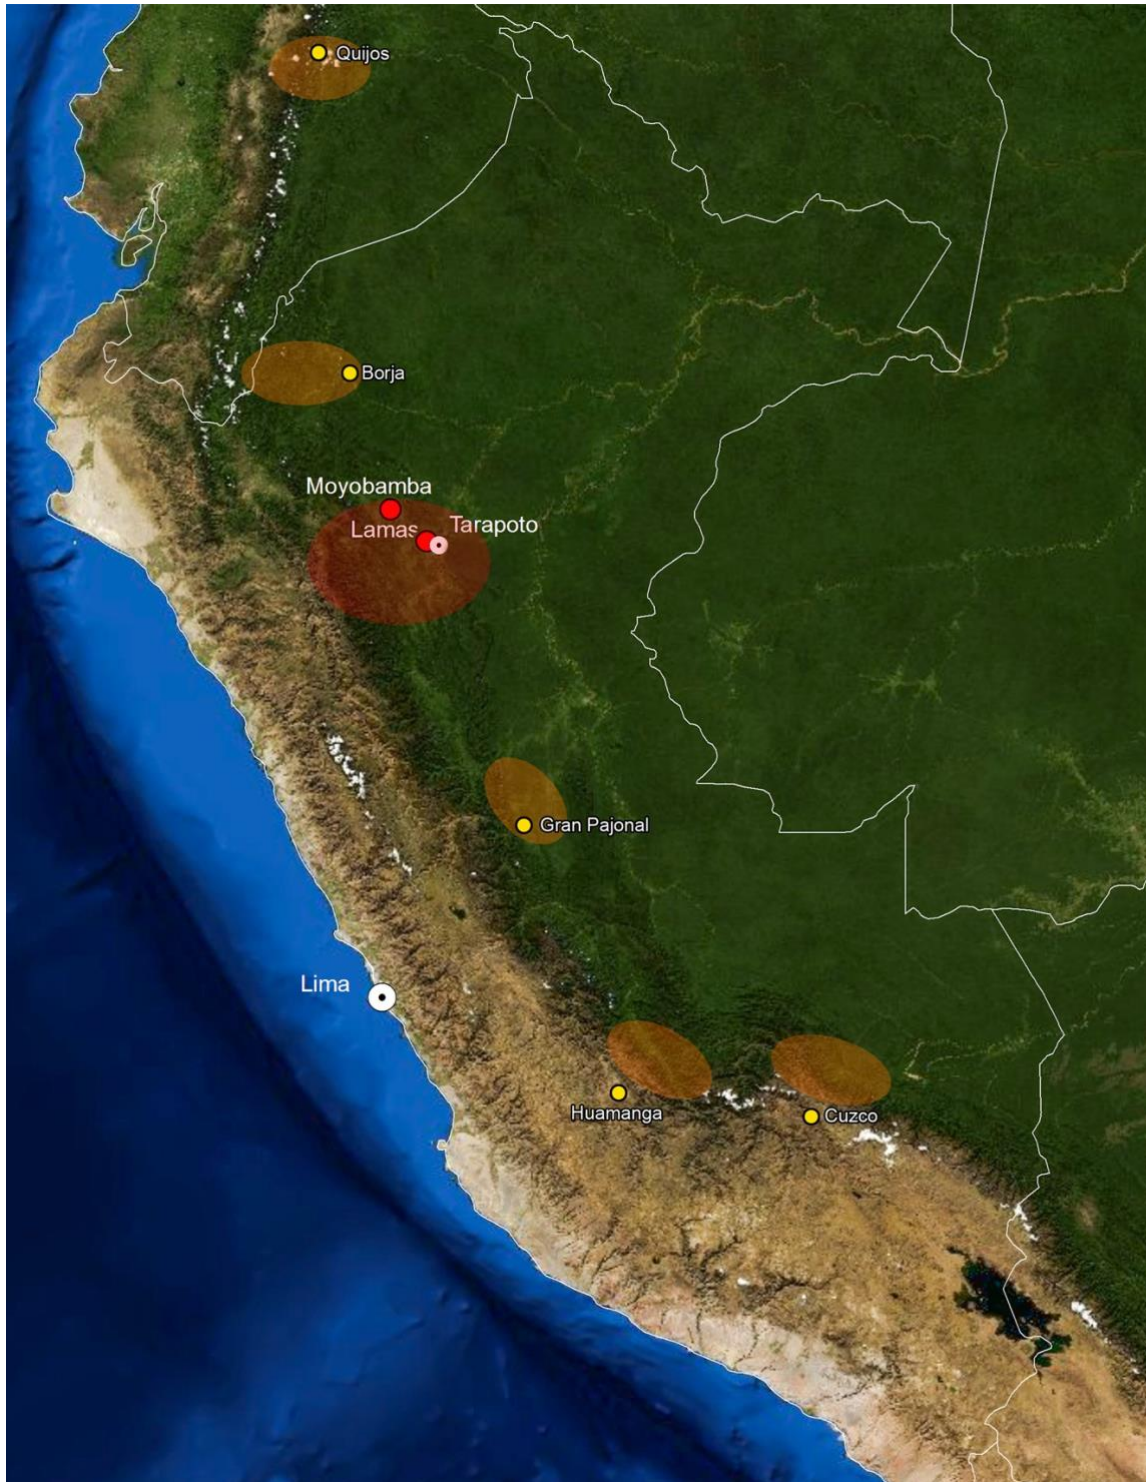 Quijos
Borja
Moyobamba
Lamas
Tarapoto
Gran Pajonal
Lima
Huamanga
Cuzco